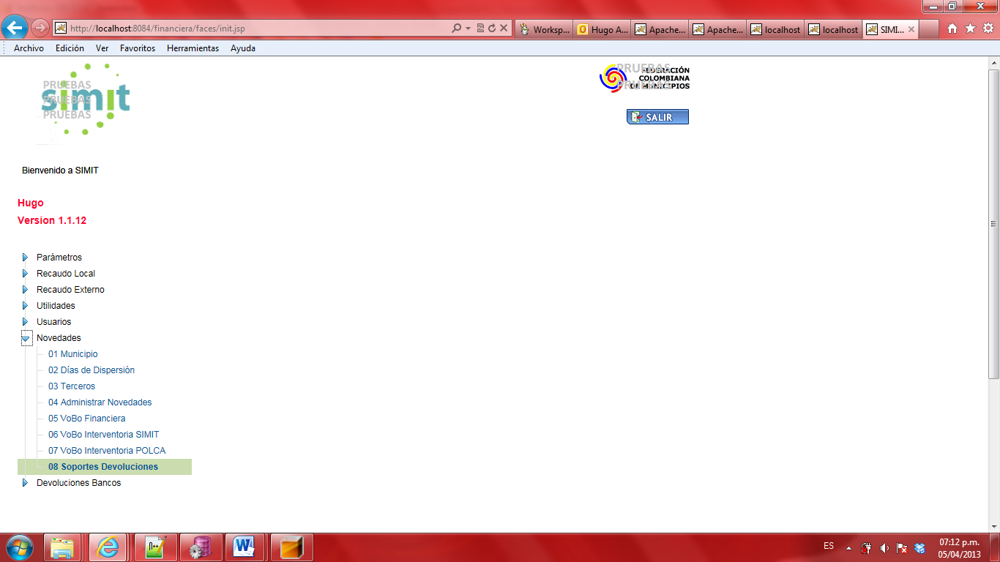 http://localhost:8084/financiera/faces/init.jsp
Worksp...
Hugo A...
Apache...
Apache...
localhost
localhost
SIMI...
Archivo Edición Ver Favoritos Herramientas Ayuda
PRUEBAS
simit
PRUEBAS
PRUEBAS
PRUEBAS
FEDERACIÓN
COLOMBIANA
DE MUNICIPIOS
PRUEBAS
SALIR
Bienvenido a SIMIT
Hugo
Version 1.1.12
Parámetros
Recaudo Local
Recaudo Externo
Utilidades
Usuarios
Novedades
01 Municipio
02 Días de Dispersión
03 Terceros
04 Administrar Novedades
05 VoBo Financiera
06 VoBo Interventoria SIMIT
07 VoBo Interventoria POLCA
08 Soportes Devoluciones
Devoluciones Bancos
ES
07:12 p.m.
05/04/2013